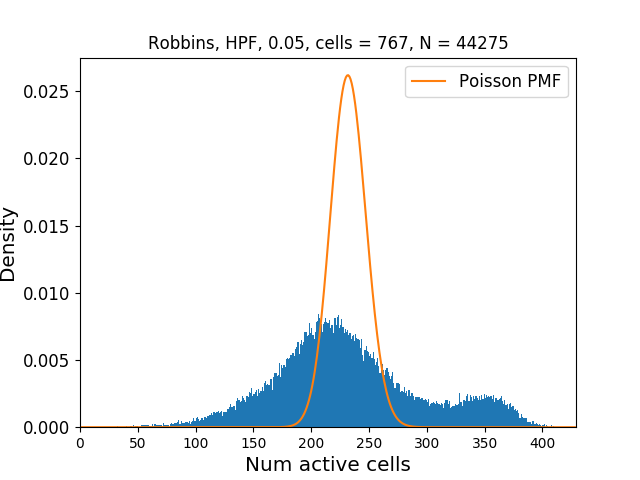 Robbins, HPF, 0.05, cells = 767, N = 44275
Poisson PMF
Density
0.025
0.020
0.015
0.010
0.005
0.000
0 50 100 150 200 250 300 350 400
Num active cells